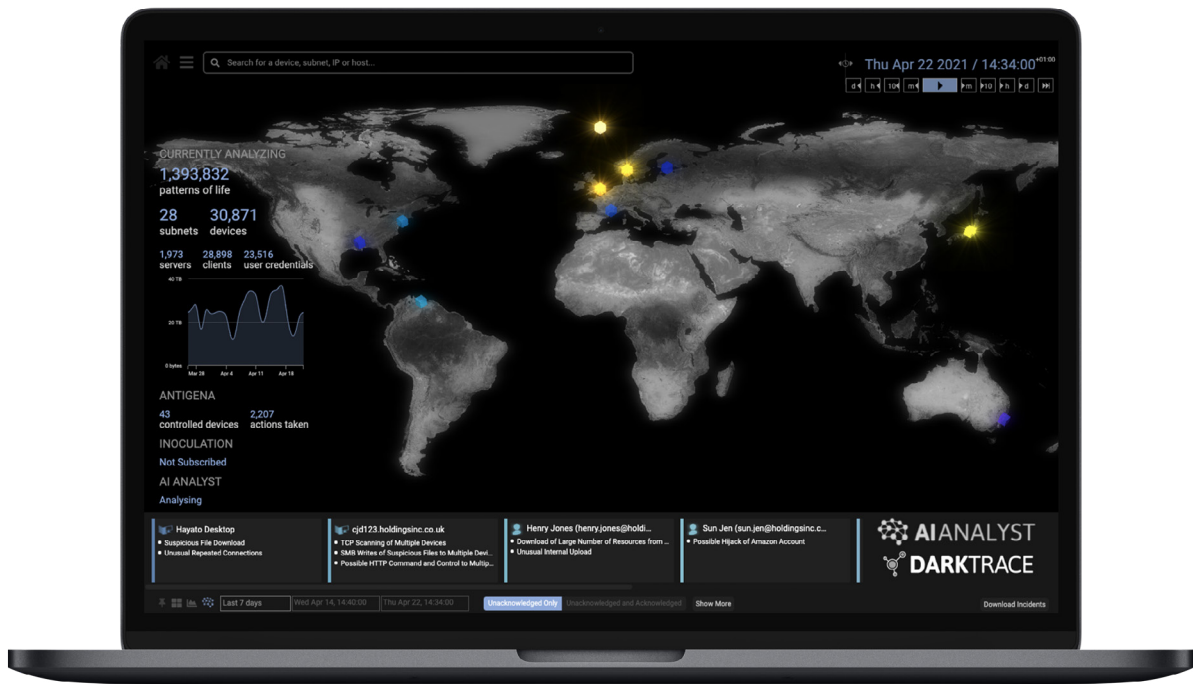 Search for a device, subnet, IP or host...
Thu Apr 22 2021 / 14:34:00 +01:00
d h 10 m m 10 h d
CURRENTLY ANALYZING
1,393,832
patterns of life
28 30,871
subnets devices
1,973 28,898 23,516
servers clients user credentials
40 TB
20 TB
0 bytes
Mar 28 Apr 4 Apr 11 Apr 18
ANTIGENA
43 2,207
controlled devices actions taken
INOCULATION
Not Subscribed
AI ANALYST
Analysing
Hayato Desktop
Suspicious File Download
Unusual Repeated Connections
cjd123.holdingsinc.co.uk
TCP Scanning of Multiple Devices
SMB Writes of Suspicious Files to Multiple Devi...
Possible HTTP Command and Control to Multip...
Henry Jones (henry.jones@holdi...
Download of Large Number of Resources from ...
Unusual Internal Upload
Sun Jen (sun.jen@holdingsinc.c...
Possible Hijack of Amazon Account
AI ANALYST
DARKTRACE
Last 7 days Wed Apr 14, 14:40:00 Thu Apr 22, 14:34:00 Unacknowledged Only Unacknowledged and Acknowledged Show More Download Incidents